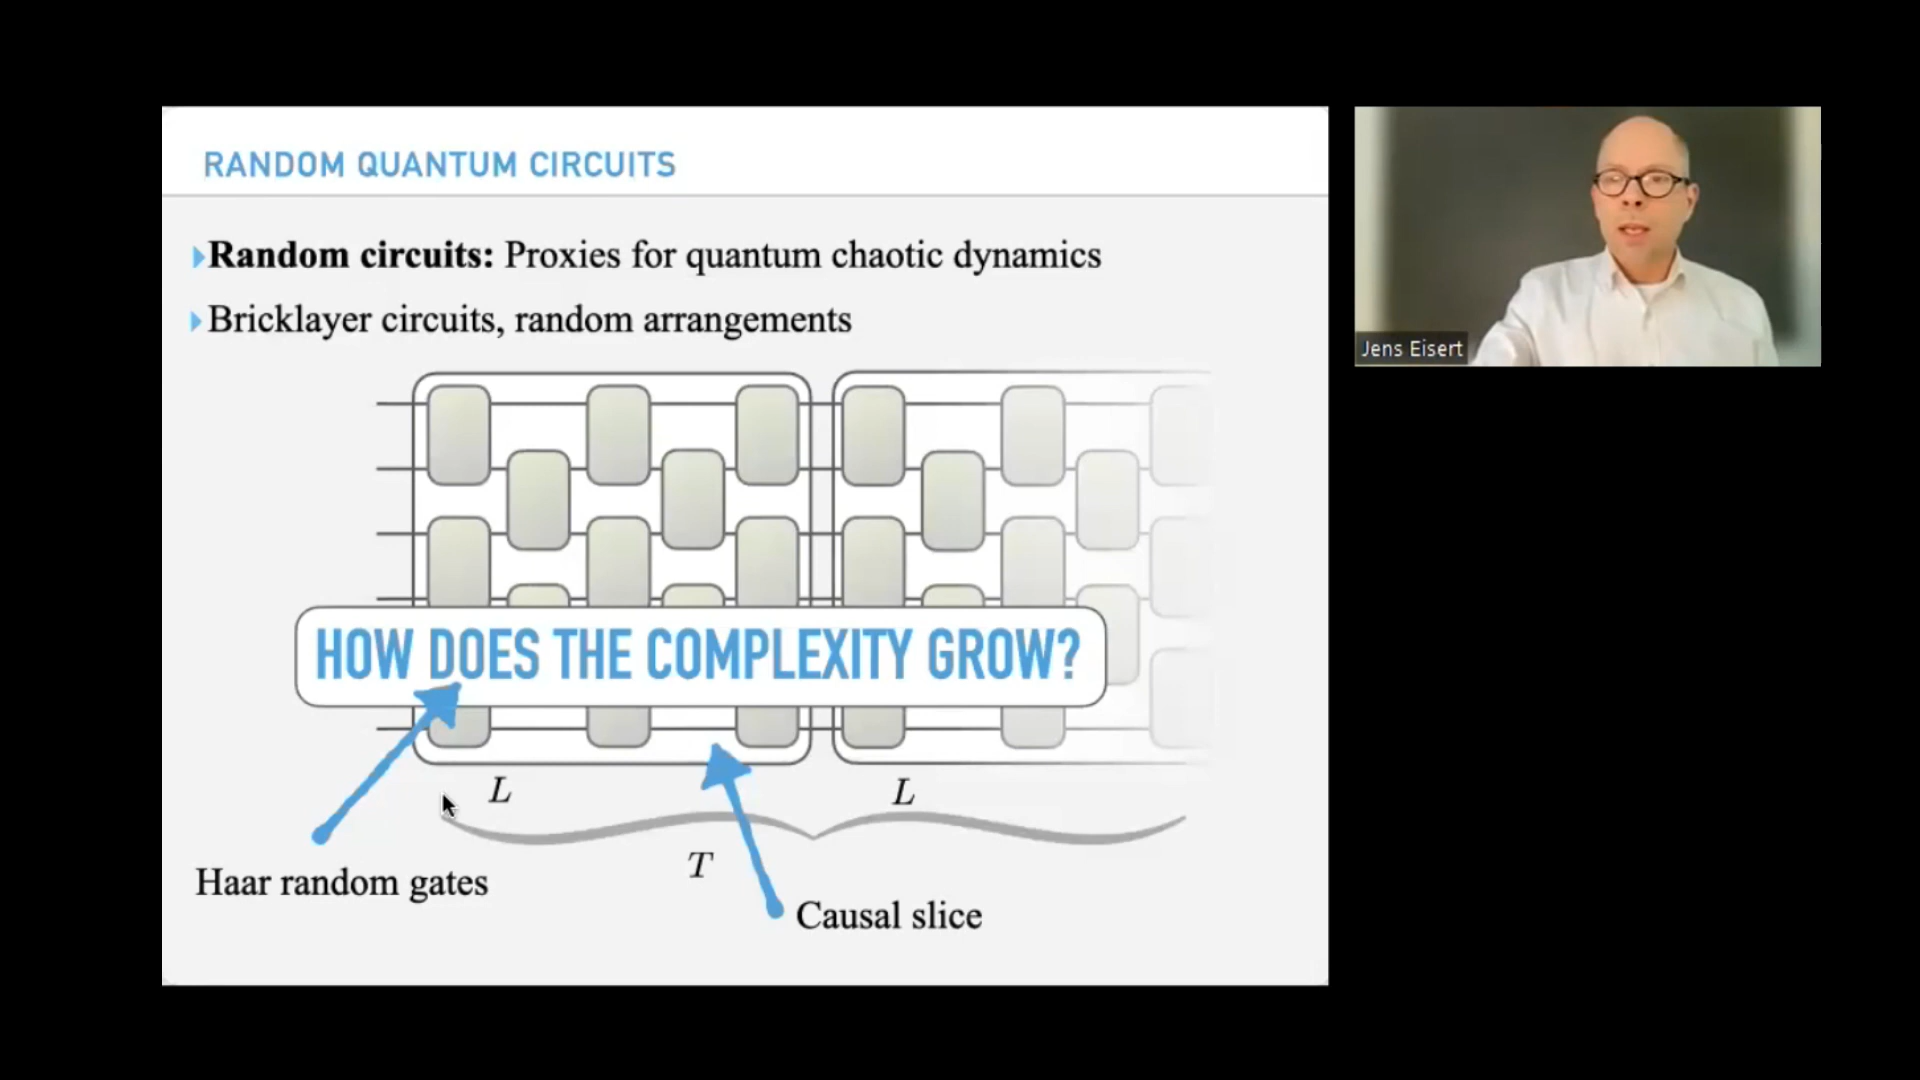 RANDOM QUANTUM CIRCUITS
Random circuits: Proxies for quantum chaotic dynamics
Bricklayer circuits, random arrangements
HOW DOES THE COMPLEXITY GROW?
L
L
T
Haar random gates
Causal slice
Jens Eisert